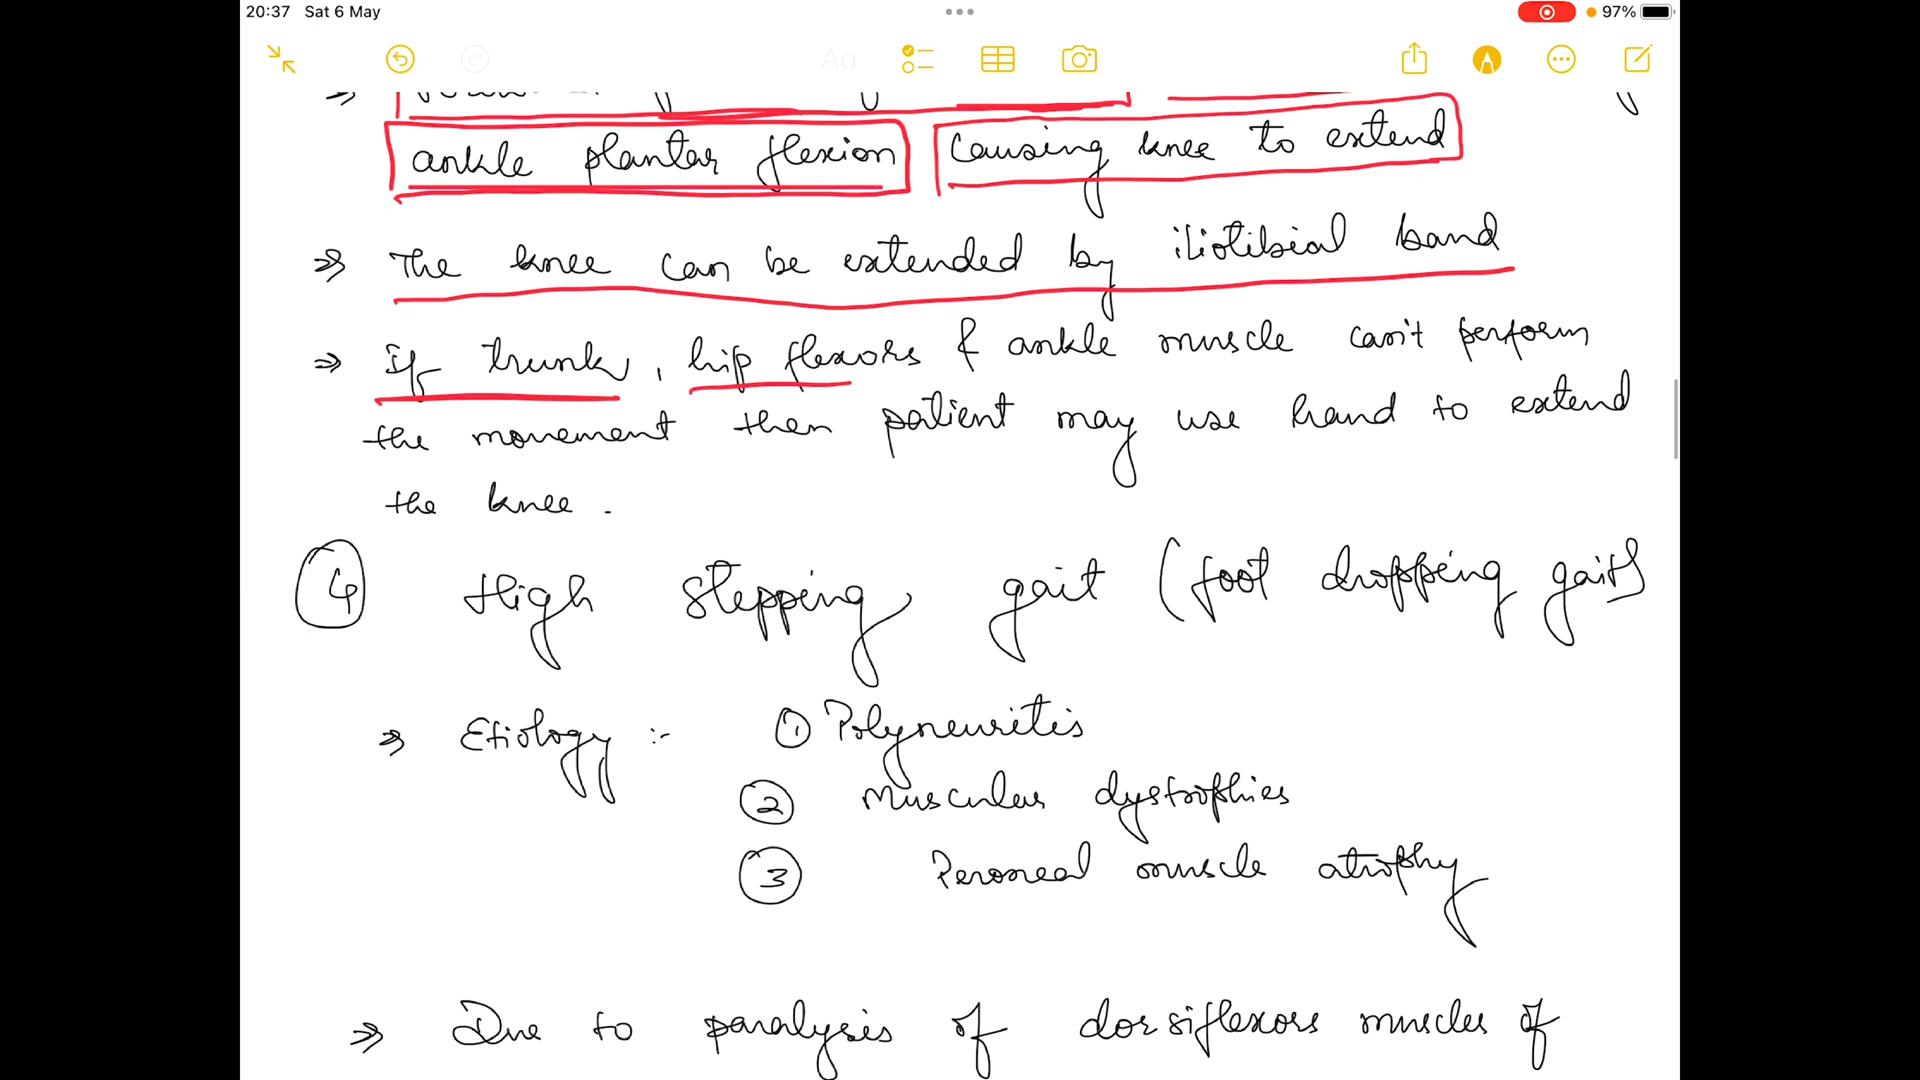 20:37 Sat 6 May
97%
Aa
⇒
ankle plantar flexion causing knee to extend
⇒ The knee can be extended by iliotibial band
⇒ If trunk, hip flexors & ankle muscle can't perform
the movement then patient may use hand to extend
the knee.
④ High stepping gait (foot dropping gait)
⇒ Etiology :- ① Polyneuritis
② Muscular dystrophies
③ Peroneal muscle atrophy
⇒ Due to paralysis of dorsiflexors muscles of